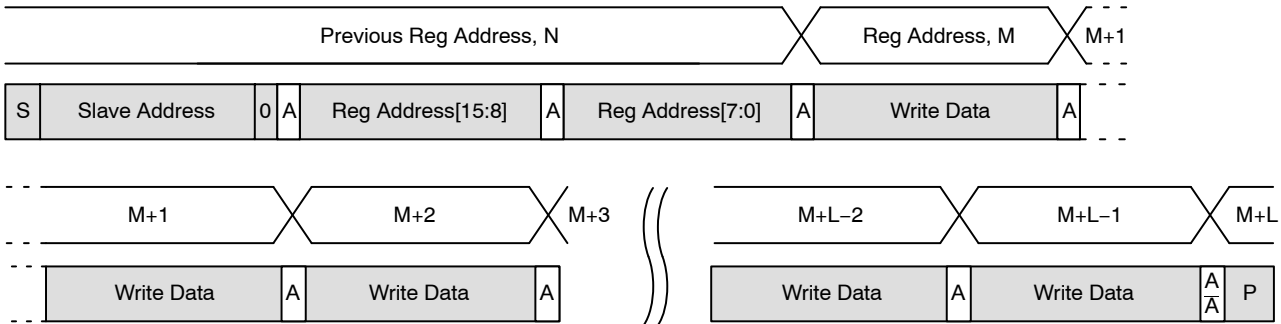 Previous Reg Address, N Reg Address, M M+1
S Slave Address 0 A Reg Address[15:8] A Reg Address[7:0] A Write Data A
M+1 M+2 M+3 M+L−2 M+L−1 M+L
Write Data A Write Data A Write Data A Write Data A P
A̅